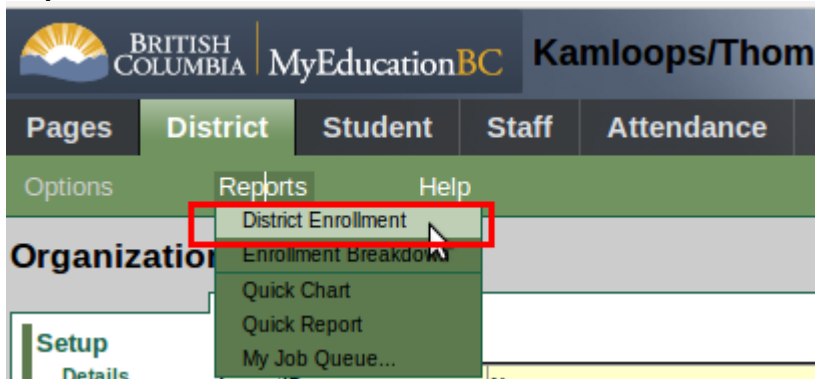 BRITISH COLUMBIA MyEducationBC Kamloops/Thom
Pages District Student Staff Attendance
Options Reports Help
District Enrollment
Organization Enrollment Breakdown
Quick Chart
Quick Report
Setup
My Job Queue...
Details